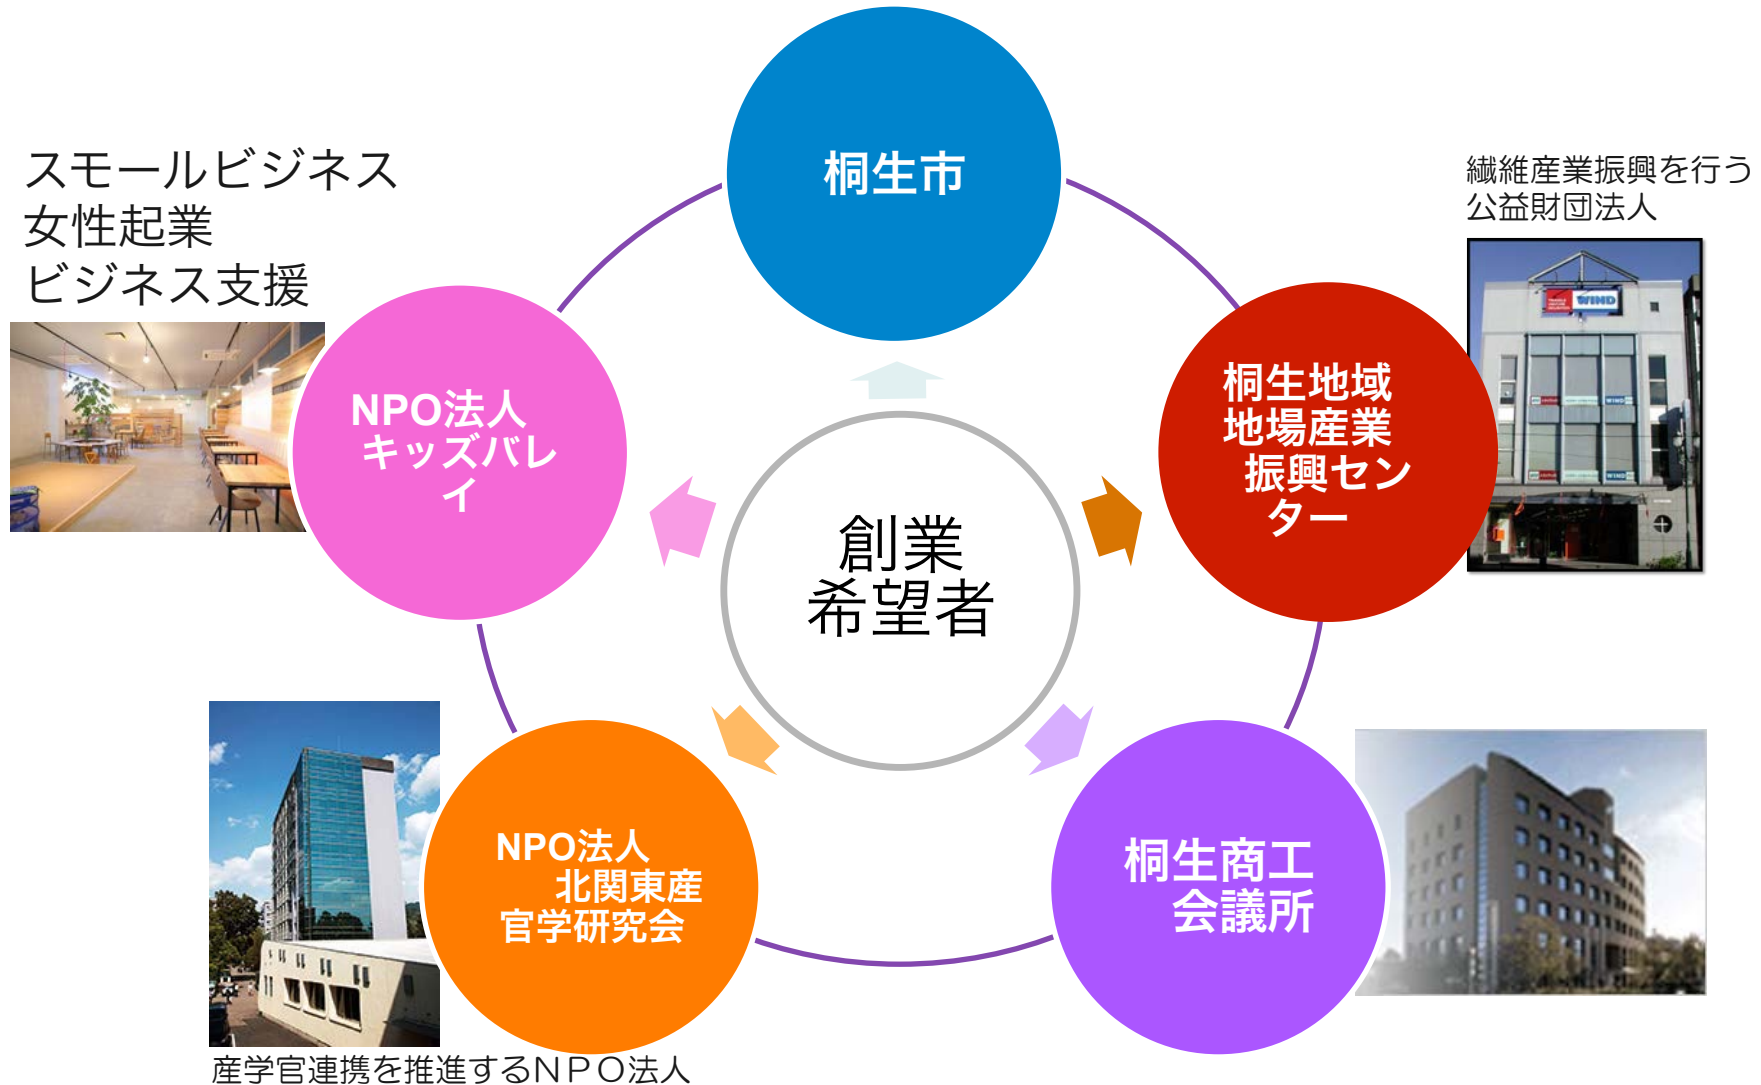 桐生市
スモールビジネス
女性起業
ビジネス支援
繊維産業振興を行う
公益財団法人
WIND
NPO法人
キッズバレ
イ
桐生地域
地場産業
振興セン
ター
創業
希望者
NPO法人
北関東産
官学研究会
桐生商工
会議所
産学官連携を推進するNPO法人